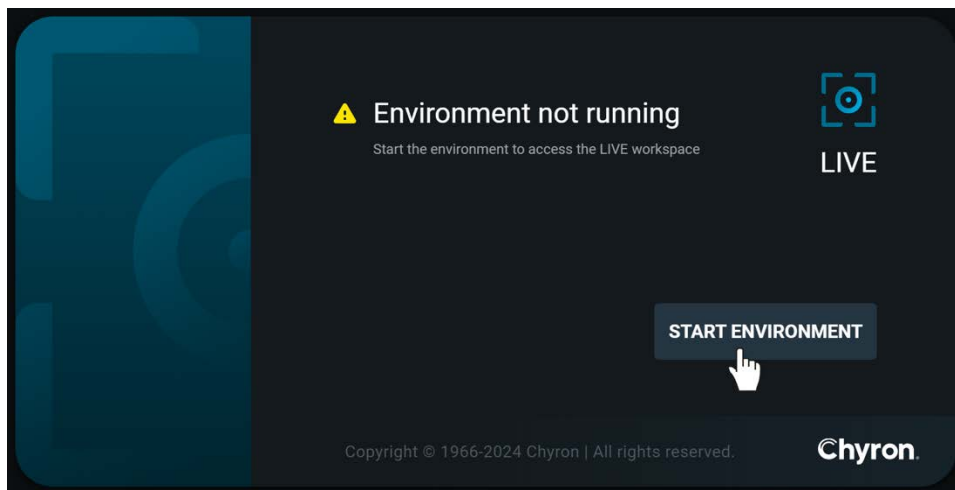 Environment not running
Start the environment to access the LIVE workspace
LIVE
START ENVIRONMENT
Copyright © 1966-2024 Chyron | All rights reserved.
Chyron.